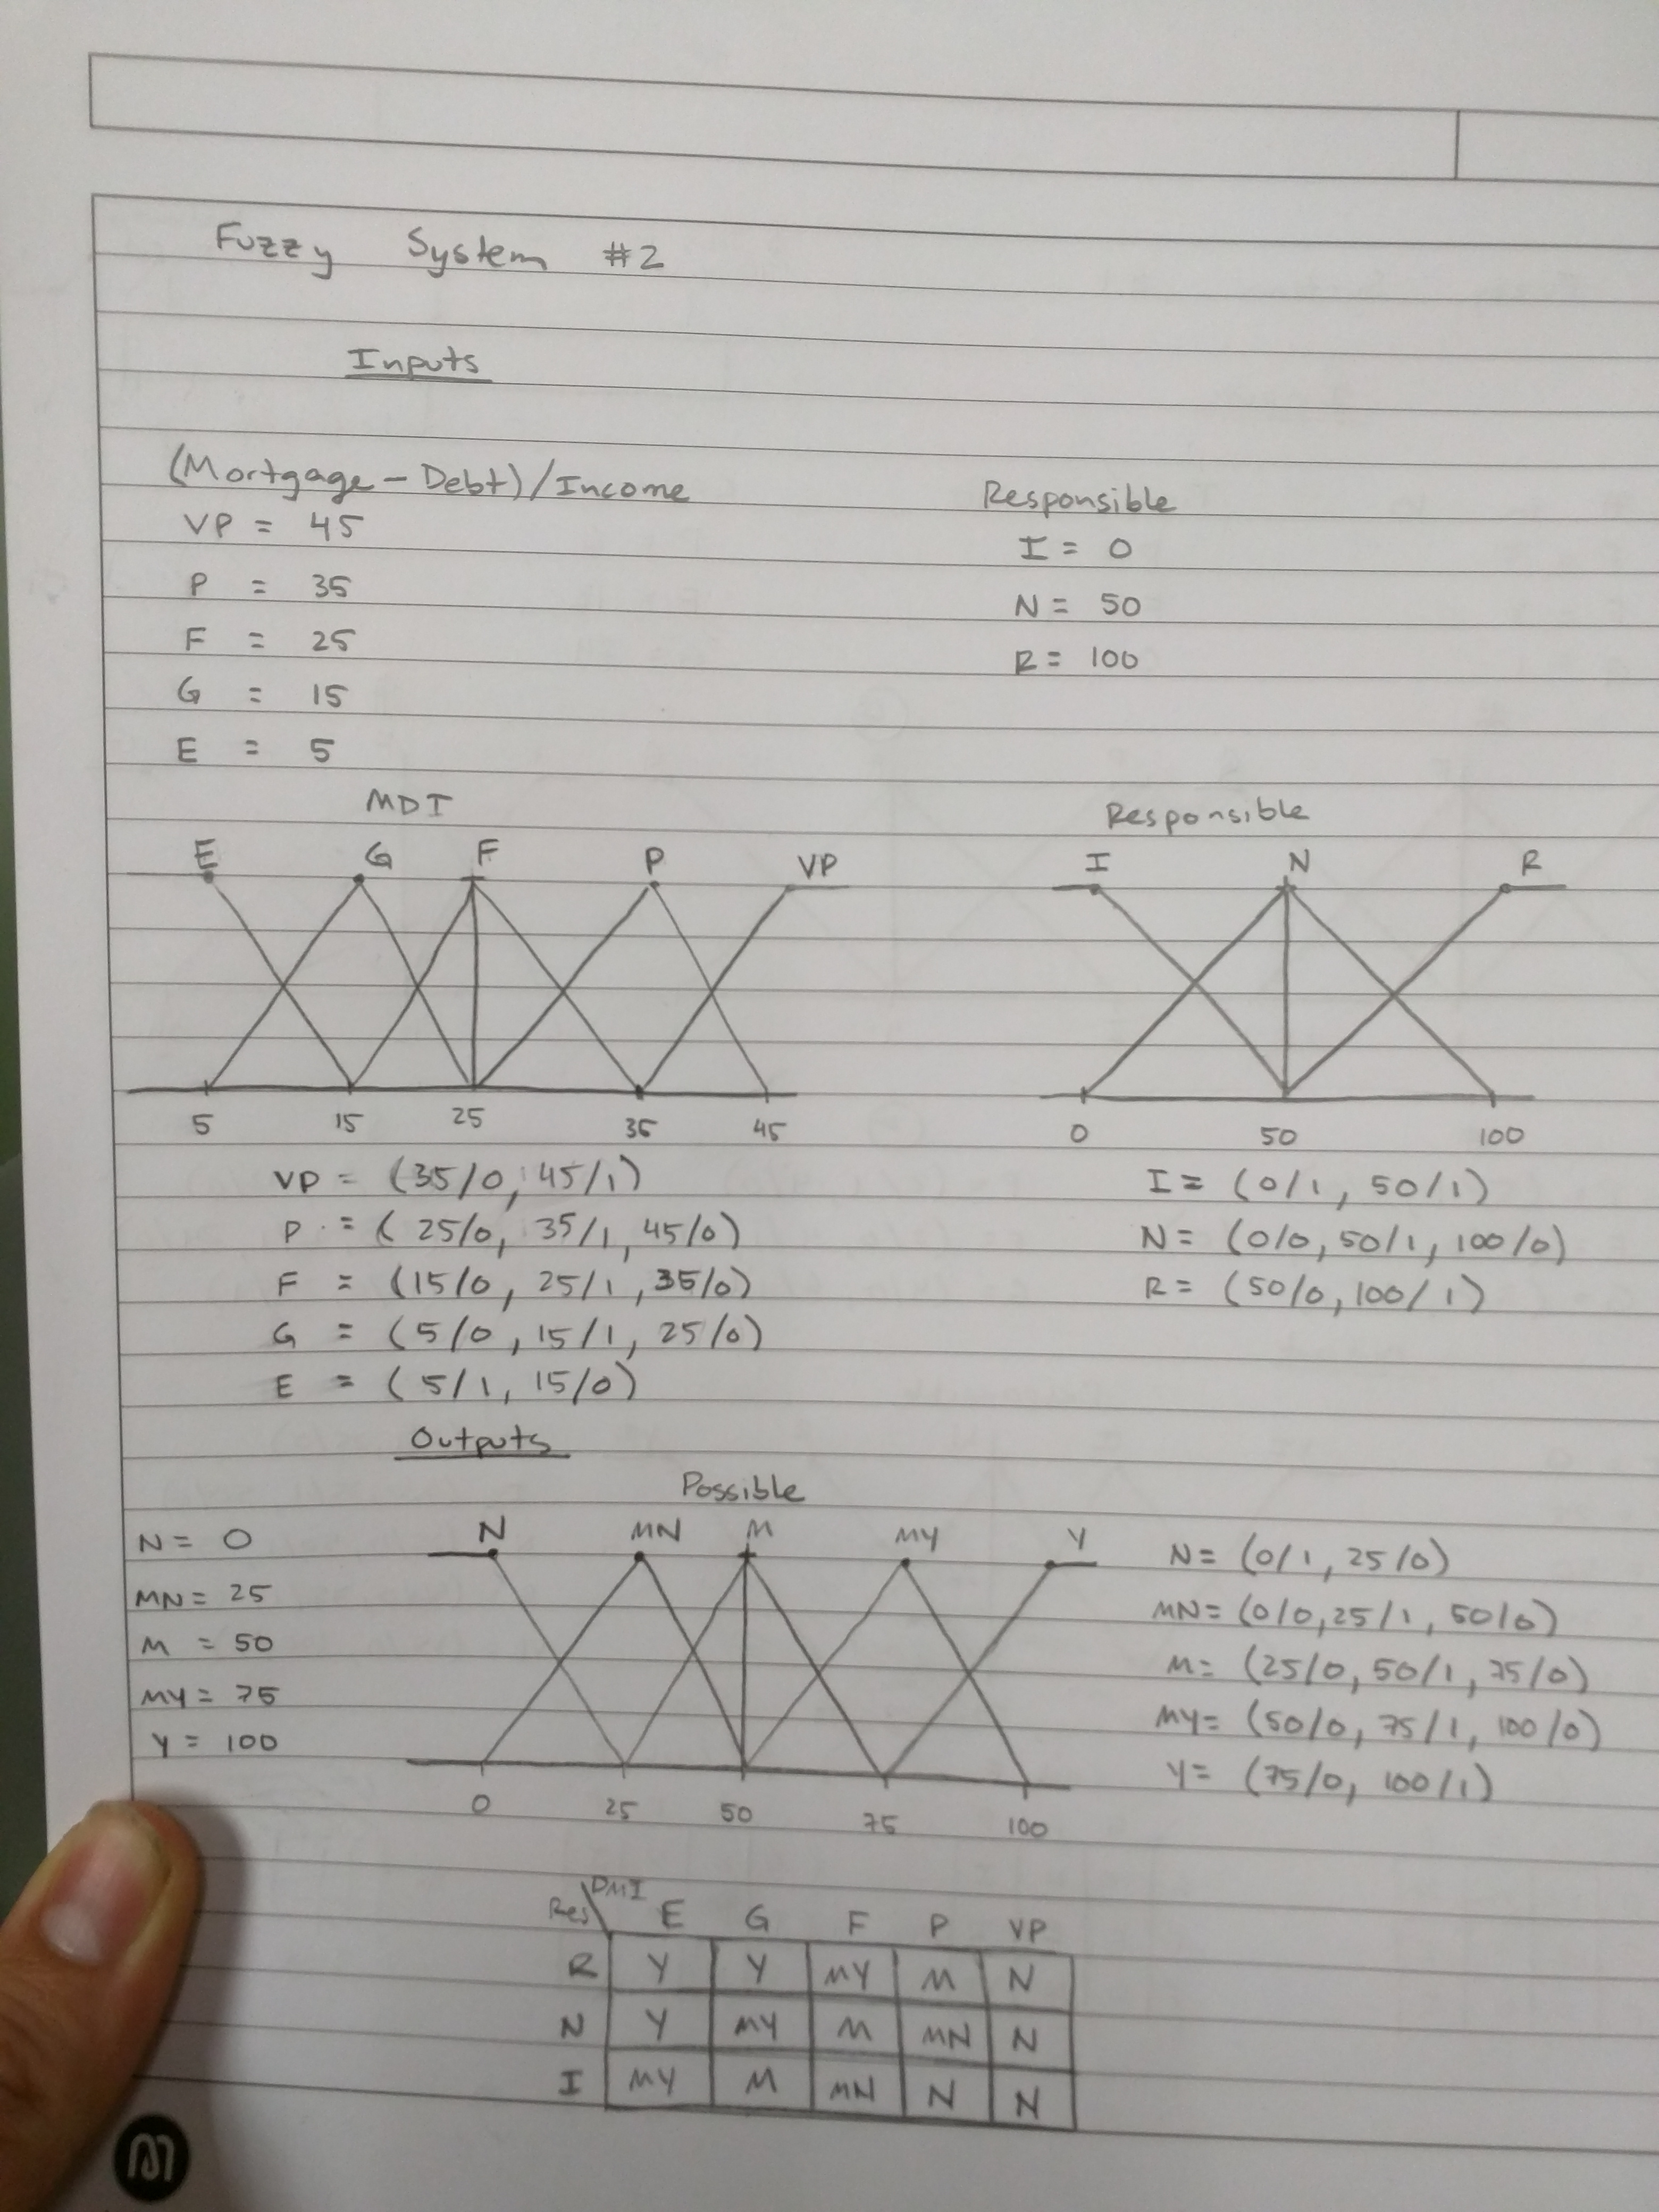 Fuzzy System #2
Inputs
(Mortgage - Debt)/Income
VP = 45
P = 35
F = 25
G = 15
E = 5
Responsible
I = 0
N = 50
R = 100
MDI
E G F P VP
5 15 25 35 45
Responsible
I N R
0 50 100
VP = (35/0, 45/1)
P = (25/0, 35/1, 45/0)
F = (15/0, 25/1, 35/0)
G = (5/0, 15/1, 25/0)
E = (5/1, 15/0)
I = (0/1, 50/1)
N = (0/0, 50/1, 100/0)
R = (50/0, 100/1)
Outputs
Possible
N = 0
MN = 25
M = 50
MY = 75
Y = 100
N MN M MY Y
0 25 50 75 100
N = (0/1, 25/0)
MN = (0/0, 25/1, 50/0)
M = (25/0, 50/1, 75/0)
MY = (50/0, 75/1, 100/0)
Y = (75/0, 100/1)
Res\DMI E G F P VP
R Y Y MY M N
N Y MY M MN N
I MY M MN N N